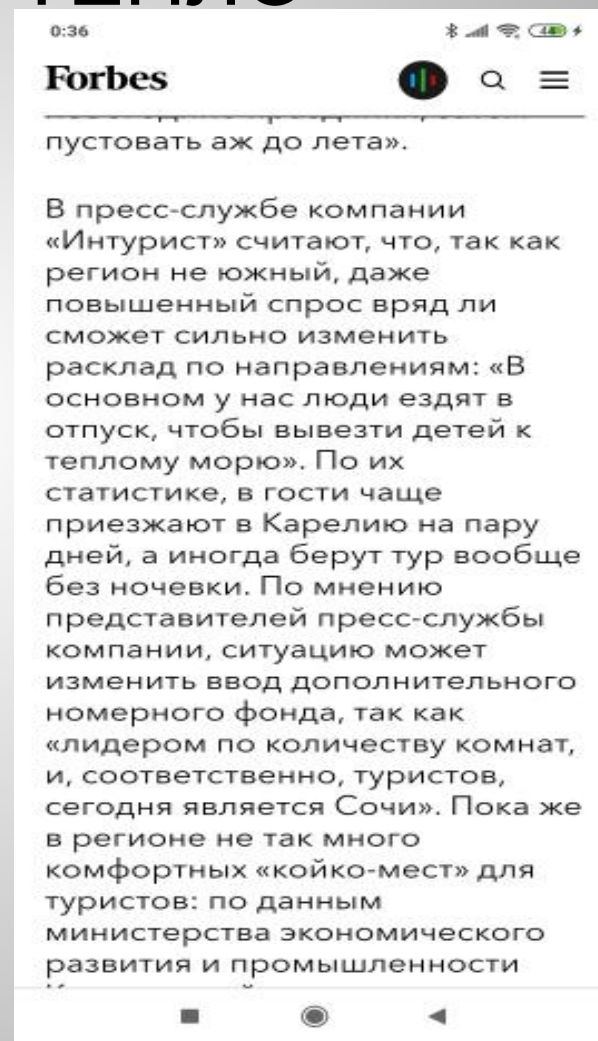 0:36
Forbes
пустовать аж до лета».
В пресс-службе компании
«Интурист» считают, что, так как
регион не южный, даже
повышенный спрос вряд ли
сможет сильно изменить
расклад по направлениям: «В
основном у нас люди ездят в
отпуск, чтобы вывезти детей к
теплому морю». По их
статистике, в гости чаще
приезжают в Карелию на пару
дней, а иногда берут тур вообще
без ночевки. По мнению
представителей пресс-службы
компании, ситуацию может
изменить ввод дополнительного
номерного фонда, так как
«лидером по количеству комнат,
и, соответственно, туристов,
сегодня является Сочи». Пока же
в регионе не так много
комфортных «койко-мест» для
туристов: по данным
министерства экономического
развития и промышленности